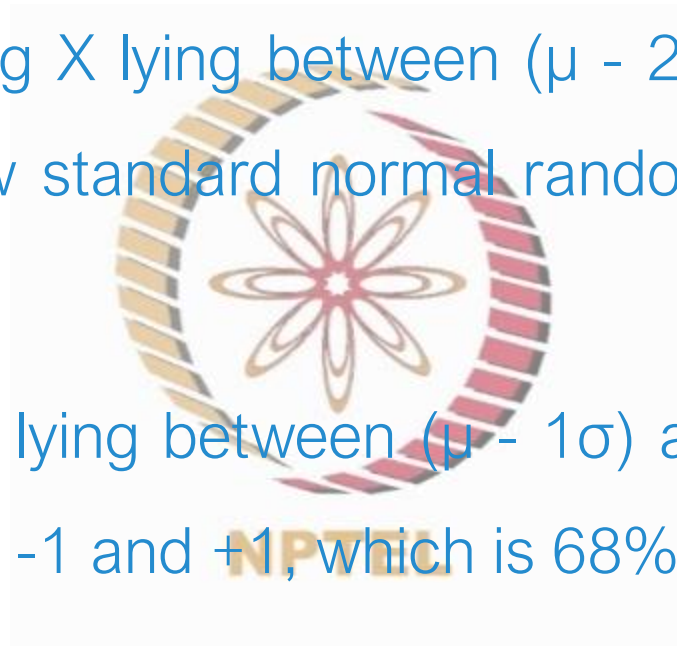 g X lying between (μ - 2
w standard normal rando
lying between (μ - 1σ) a
-1 and +1, which is 68%
NPTEL